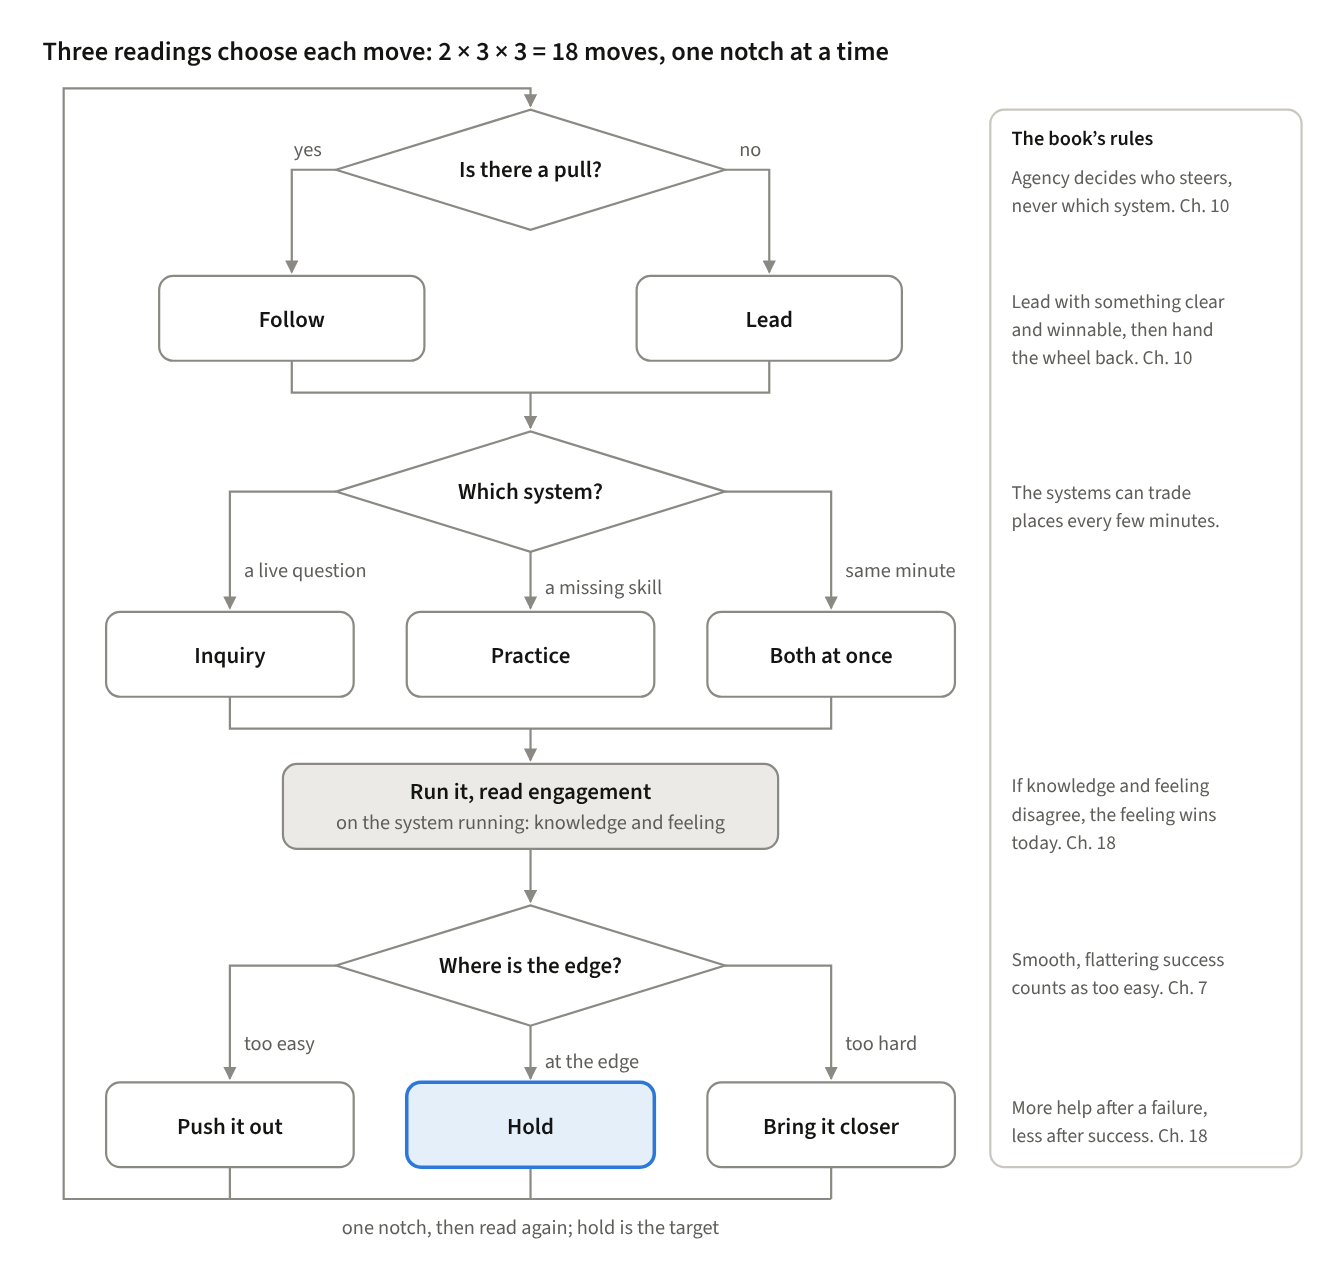 Three readings choose each move: 2 × 3 × 3 = 18 moves, one notch at a time
Is there a pull?
yes
no
Follow
Lead
Which system?
a live question
a missing skill
same minute
Inquiry
Practice
Both at once
Run it, read engagement
on the system running: knowledge and feeling
Where is the edge?
too easy
at the edge
too hard
Push it out
Hold
Bring it closer
one notch, then read again; hold is the target
The book’s rules
Agency decides who steers,
never which system. Ch. 10
Lead with something clear
and winnable, then hand
the wheel back. Ch. 10
The systems can trade
places every few minutes.
If knowledge and feeling
disagree, the feeling wins
today. Ch. 18
Smooth, flattering success
counts as too easy. Ch. 7
More help after a failure,
less after success. Ch. 18